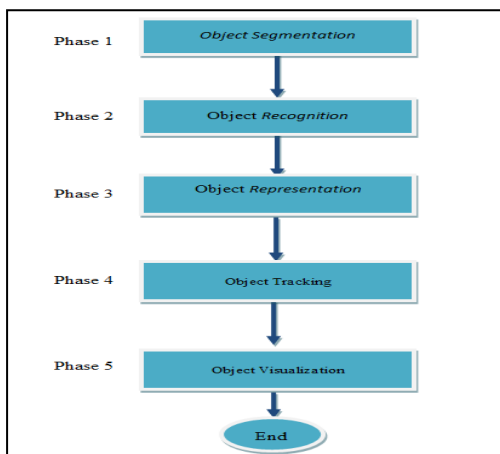 Phase 1 Object Segmentation
Phase 2 Object Recognition
Phase 3 Object Representation
Phase 4 Object Tracking
Phase 5 Object Visualization
End